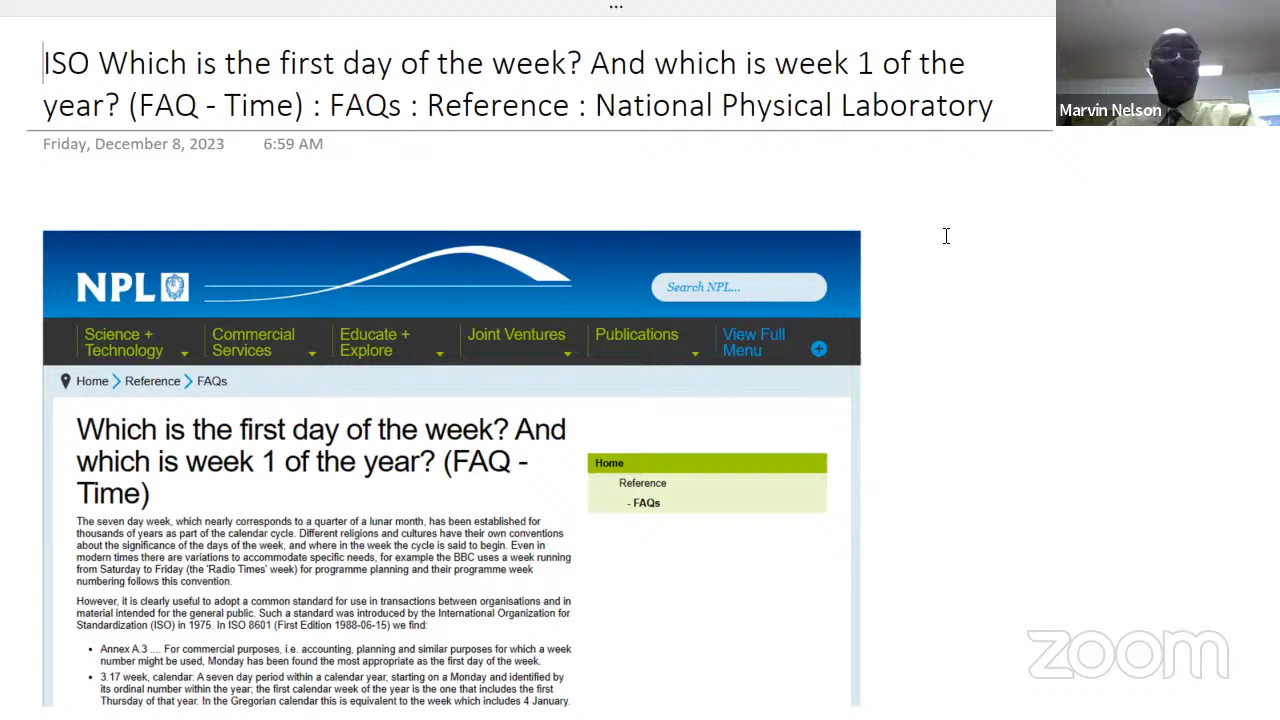 ...
ISO Which is the first day of the week? And which is week 1 of the
year? (FAQ - Time) : FAQs : Reference : National Physical Laboratory
Friday, December 8, 2023 6:59 AM
Marvin Nelson
NPL
Search NPL...
Science +
Technology
Commercial
Services
Educate +
Explore
Joint Ventures
Publications
View Full
Menu
Home Reference FAQs
Which is the first day of the week? And
which is week 1 of the year? (FAQ -
Time)
The seven day week, which nearly corresponds to a quarter of a lunar month, has been established for
thousands of years as part of the calendar cycle. Different religions and cultures have their own conventions
about the significance of the days of the week, and where in the week the cycle is said to begin. Even in
modern times there are variations to accommodate specific needs, for example the BBC uses a week running
from Saturday to Friday (the 'Radio Times' week) for programme planning and their programme week
numbering follows this convention.
However, it is clearly useful to adopt a common standard for use in transactions between organisations and in
material intended for the general public. Such a standard was introduced by the International Organization for
Standardization (ISO) in 1975. In ISO 8601 (First Edition 1988-06-15) we find:
• Annex A.3 .... For commercial purposes, i.e. accounting, planning and similar purposes for which a week
number might be used, Monday has been found the most appropriate as the first day of the week.
• 3.17 week, calendar: A seven day period within a calendar year, starting on a Monday and identified by
its ordinal number within the year; the first calendar week of the year is the one that includes the first
Thursday of that year. In the Gregorian calendar this is equivalent to the week which includes 4 January.
Home
Reference
- FAQs
zoom